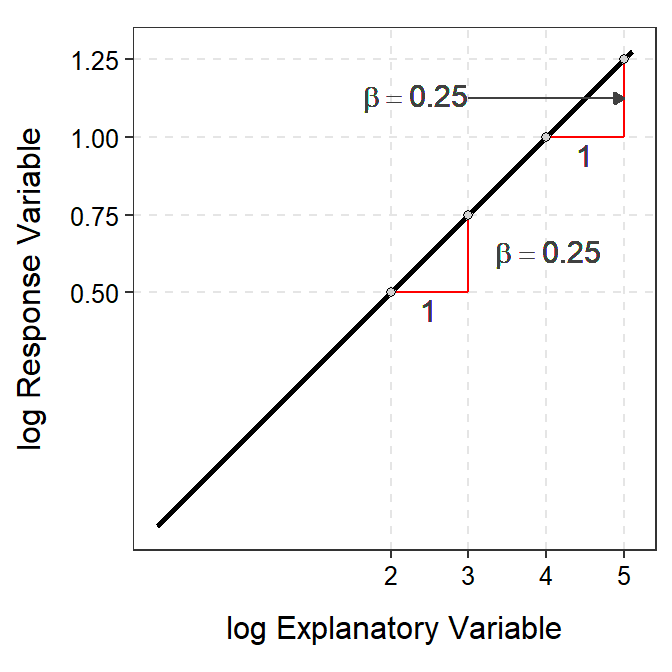 1.25
β = 0.25
1.00
1
0.75
β = 0.25
0.50
1
log Response Variable
2 3 4 5
log Explanatory Variable